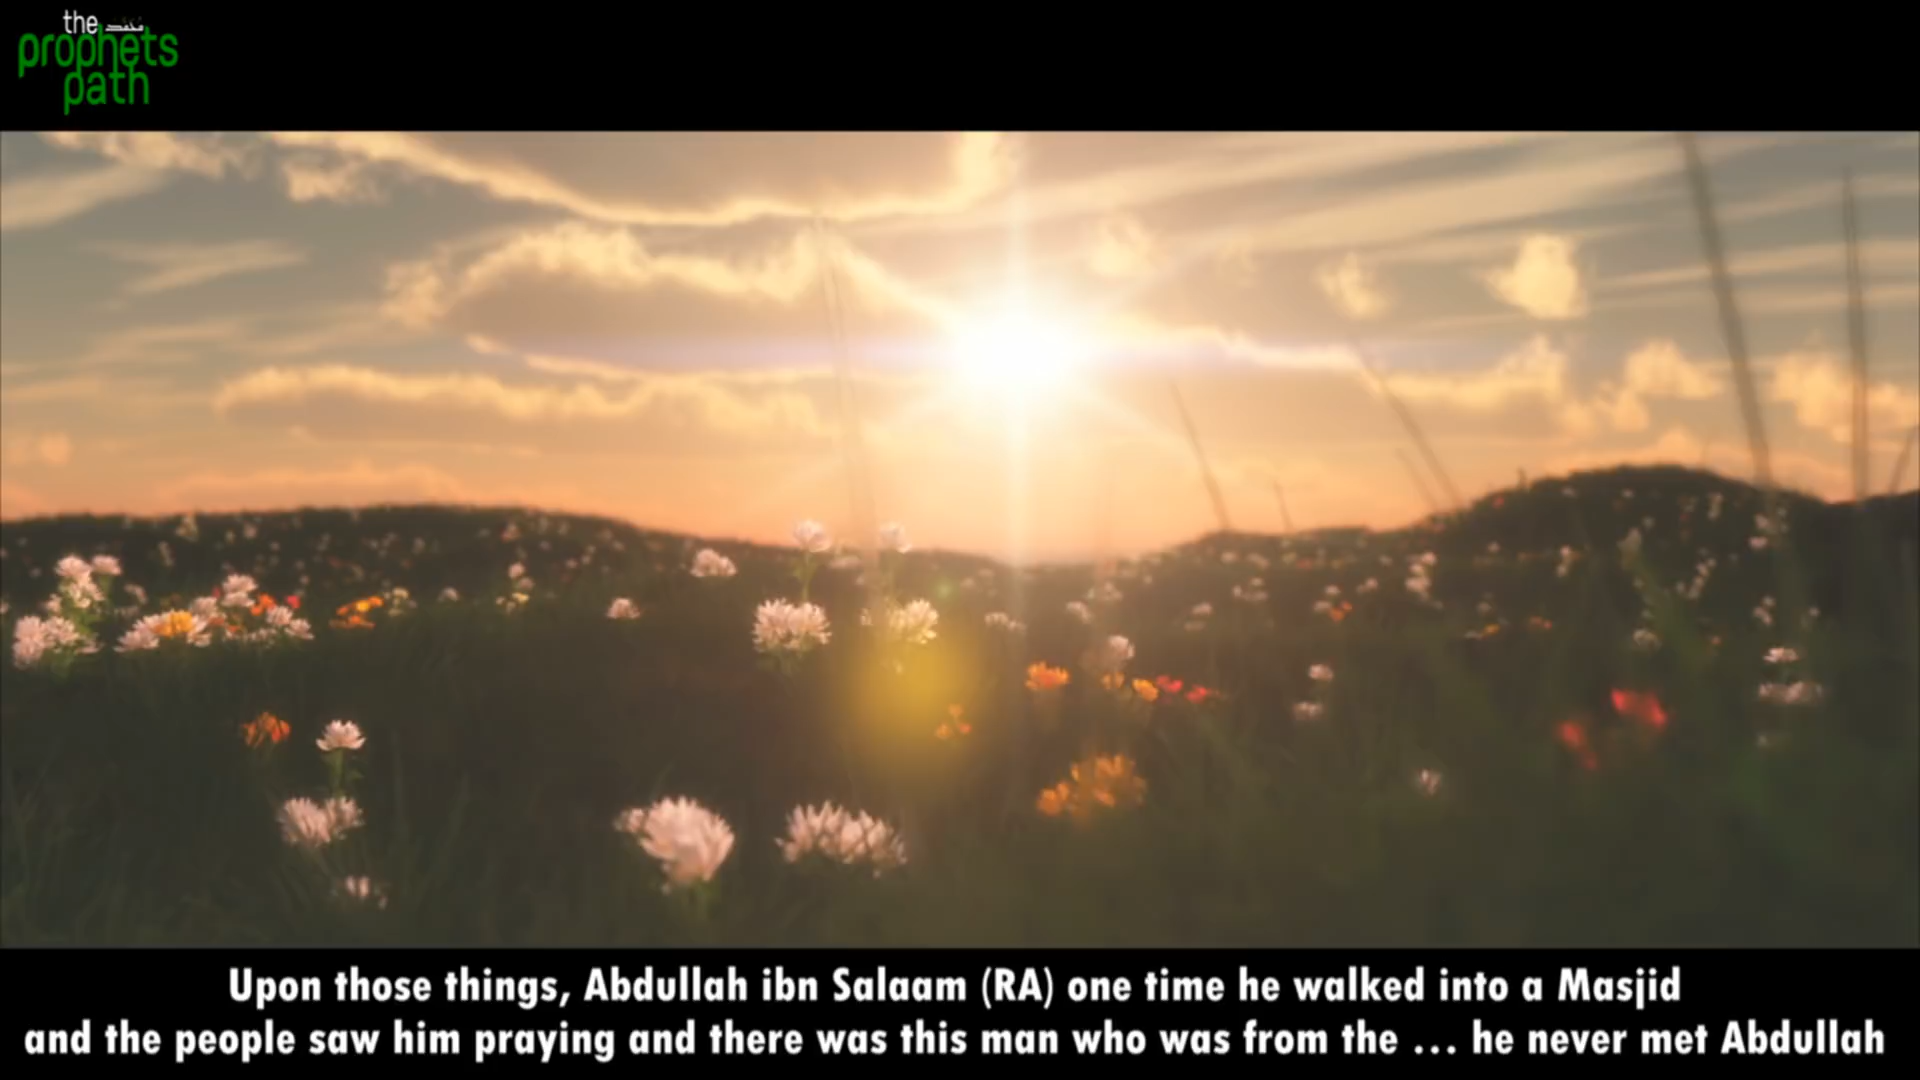 the محمد
prophets
path
Upon those things, Abdullah ibn Salaam (RA) one time he walked into a Masjid
and the people saw him praying and there was this man who was from the ... he never met Abdullah